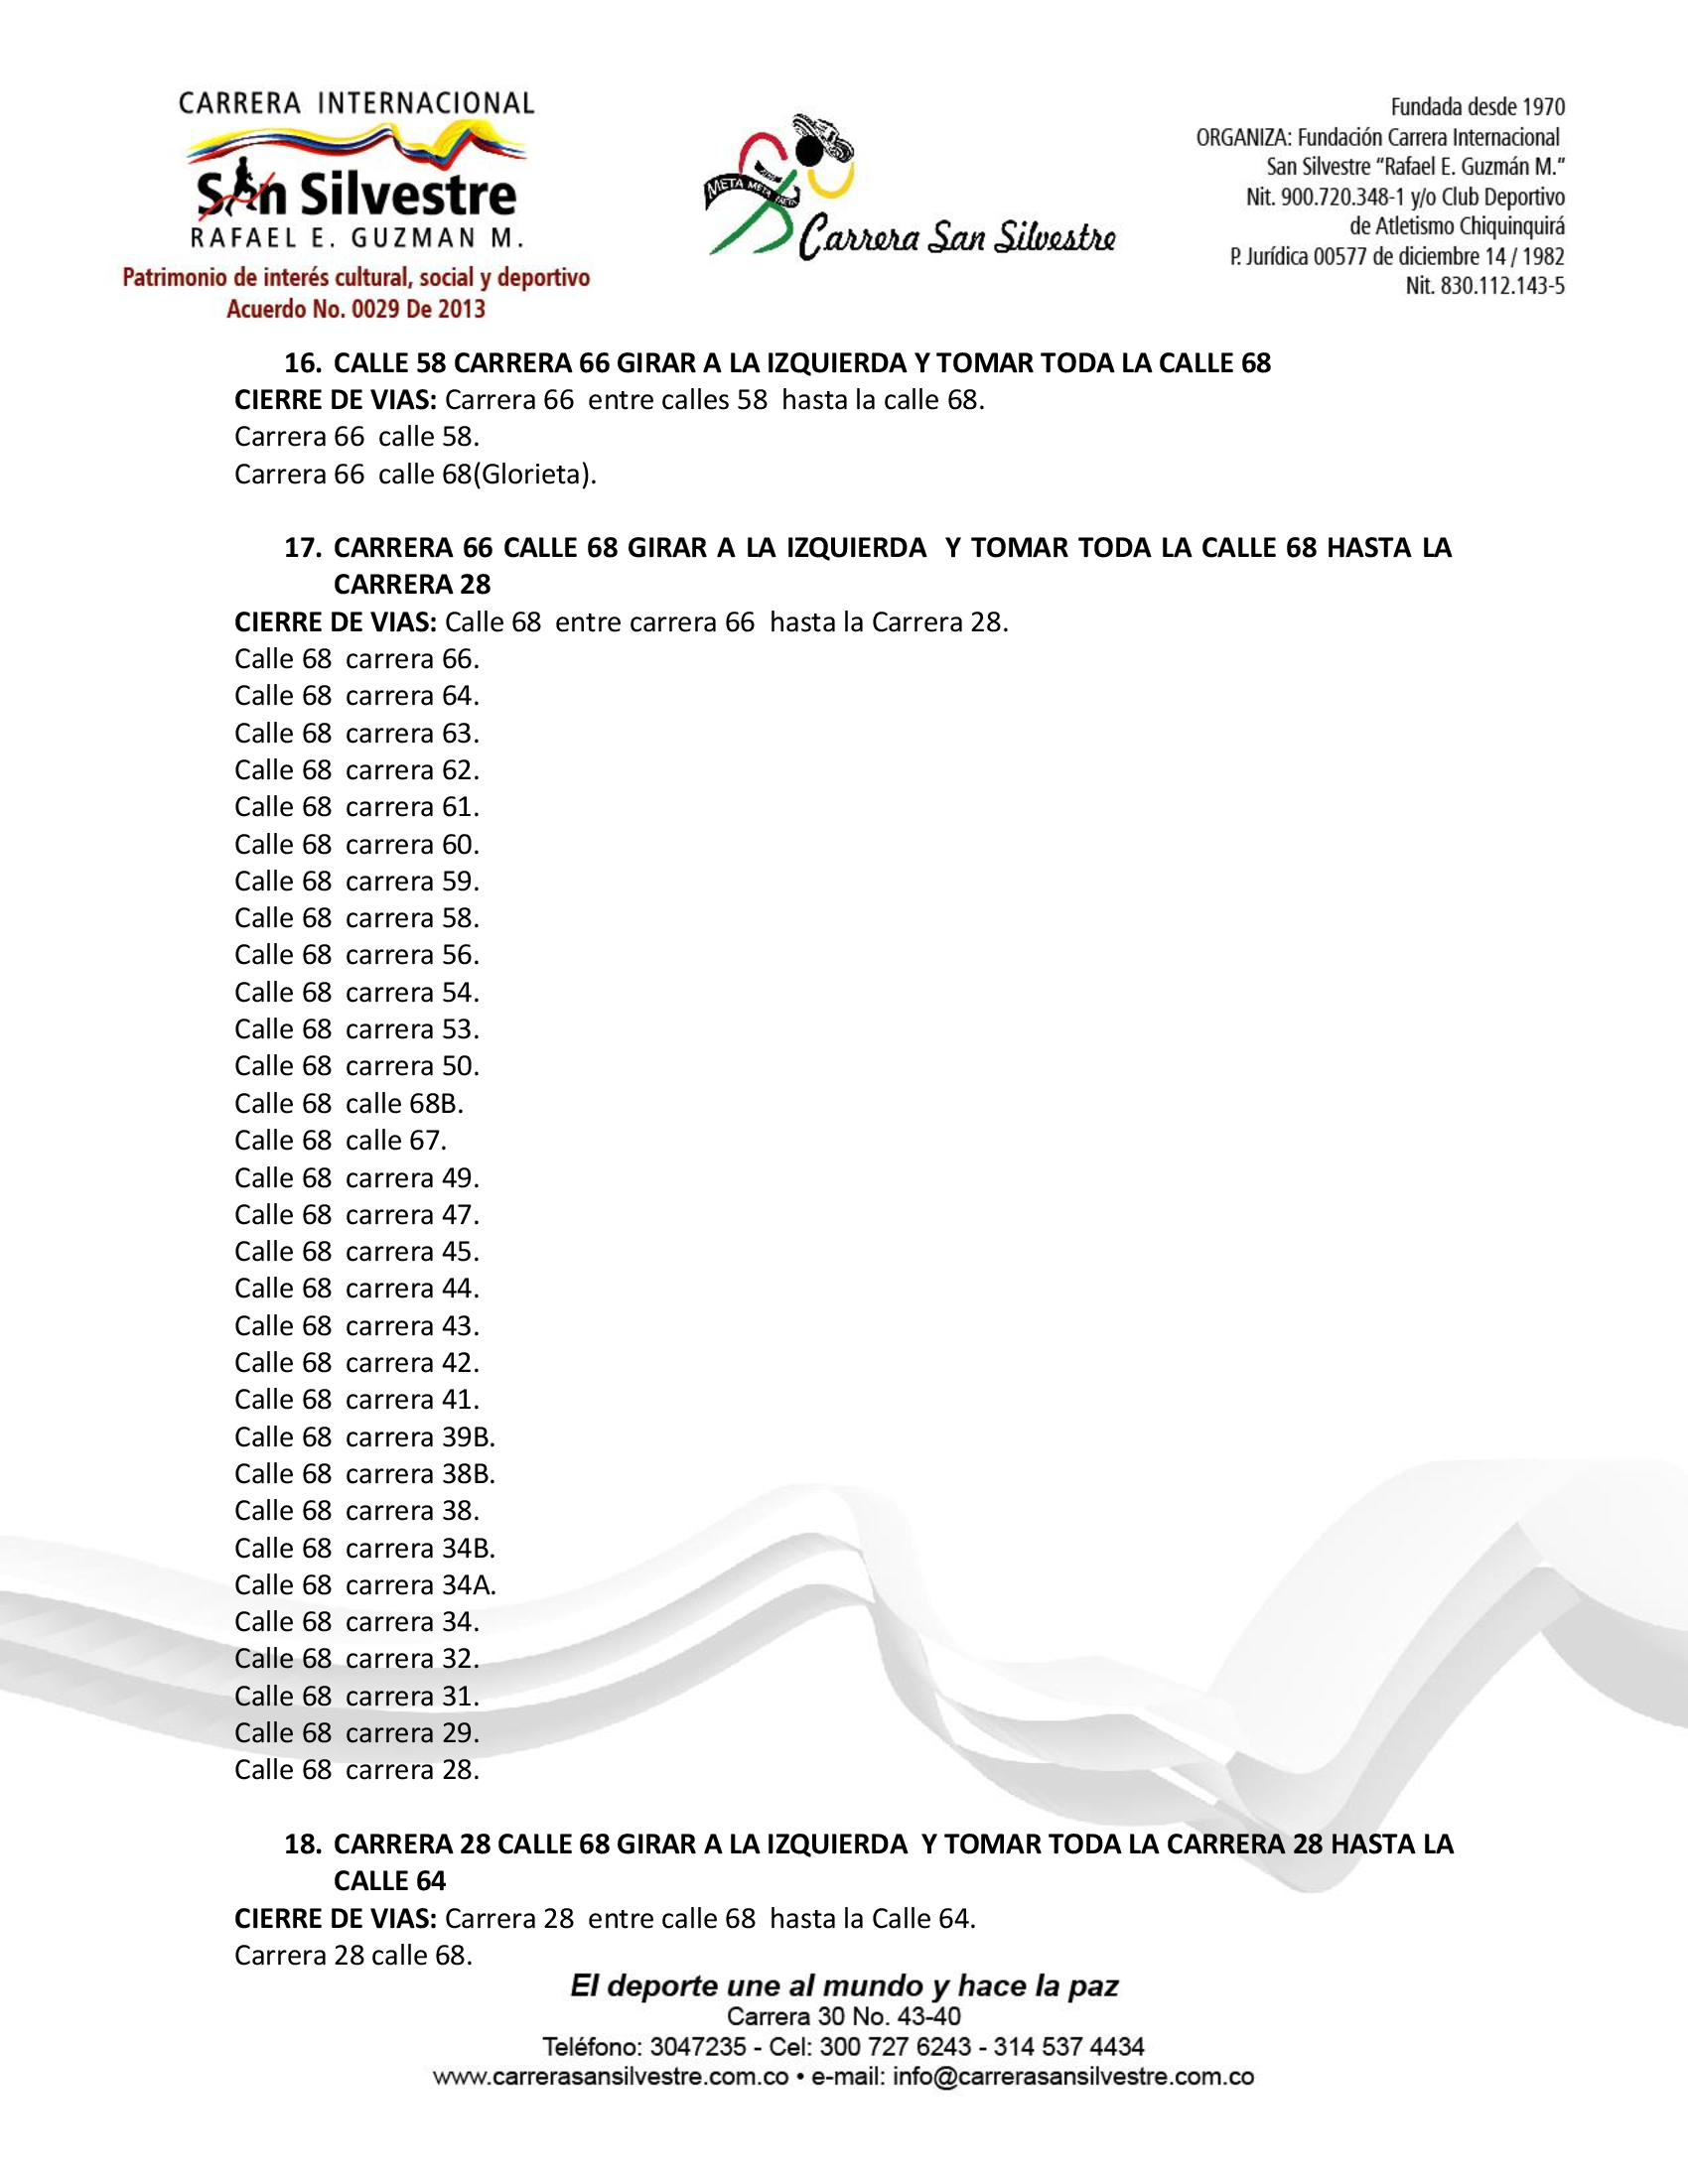 CARRERA INTERNACIONAL
San Silvestre
RAFAEL E. GUZMAN M.
Patrimonio de interés cultural, social y deportivo
Acuerdo No. 0029 De 2013
META META META
Carrera San Silvestre
Fundada desde 1970
ORGANIZA: Fundación Carrera Internacional
San Silvestre “Rafael E. Guzmán M.”
Nit. 900.720.348-1 y/o Club Deportivo
de Atletismo Chiquinquirá
P. Jurídica 00577 de diciembre 14 / 1982
Nit. 830.112.143-5
16. CALLE 58 CARRERA 66 GIRAR A LA IZQUIERDA Y TOMAR TODA LA CALLE 68
CIERRE DE VIAS: Carrera 66 entre calles 58 hasta la calle 68.
Carrera 66 calle 58.
Carrera 66 calle 68(Glorieta).
17. CARRERA 66 CALLE 68 GIRAR A LA IZQUIERDA Y TOMAR TODA LA CALLE 68 HASTA LA
CARRERA 28
CIERRE DE VIAS: Calle 68 entre carrera 66 hasta la Carrera 28.
Calle 68 carrera 66.
Calle 68 carrera 64.
Calle 68 carrera 63.
Calle 68 carrera 62.
Calle 68 carrera 61.
Calle 68 carrera 60.
Calle 68 carrera 59.
Calle 68 carrera 58.
Calle 68 carrera 56.
Calle 68 carrera 54.
Calle 68 carrera 53.
Calle 68 carrera 50.
Calle 68 calle 68B.
Calle 68 calle 67.
Calle 68 carrera 49.
Calle 68 carrera 47.
Calle 68 carrera 45.
Calle 68 carrera 44.
Calle 68 carrera 43.
Calle 68 carrera 42.
Calle 68 carrera 41.
Calle 68 carrera 39B.
Calle 68 carrera 38B.
Calle 68 carrera 38.
Calle 68 carrera 34B.
Calle 68 carrera 34A.
Calle 68 carrera 34.
Calle 68 carrera 32.
Calle 68 carrera 31.
Calle 68 carrera 29.
Calle 68 carrera 28.
18. CARRERA 28 CALLE 68 GIRAR A LA IZQUIERDA Y TOMAR TODA LA CARRERA 28 HASTA LA
CALLE 64
CIERRE DE VIAS: Carrera 28 entre calle 68 hasta la Calle 64.
Carrera 28 calle 68.
El deporte une al mundo y hace la paz
Carrera 30 No. 43-40
Teléfono: 3047235 - Cel: 300 727 6243 - 314 537 4434
www.carrerasansilvestre.com.co • e-mail: info@carrerasansilvestre.com.co